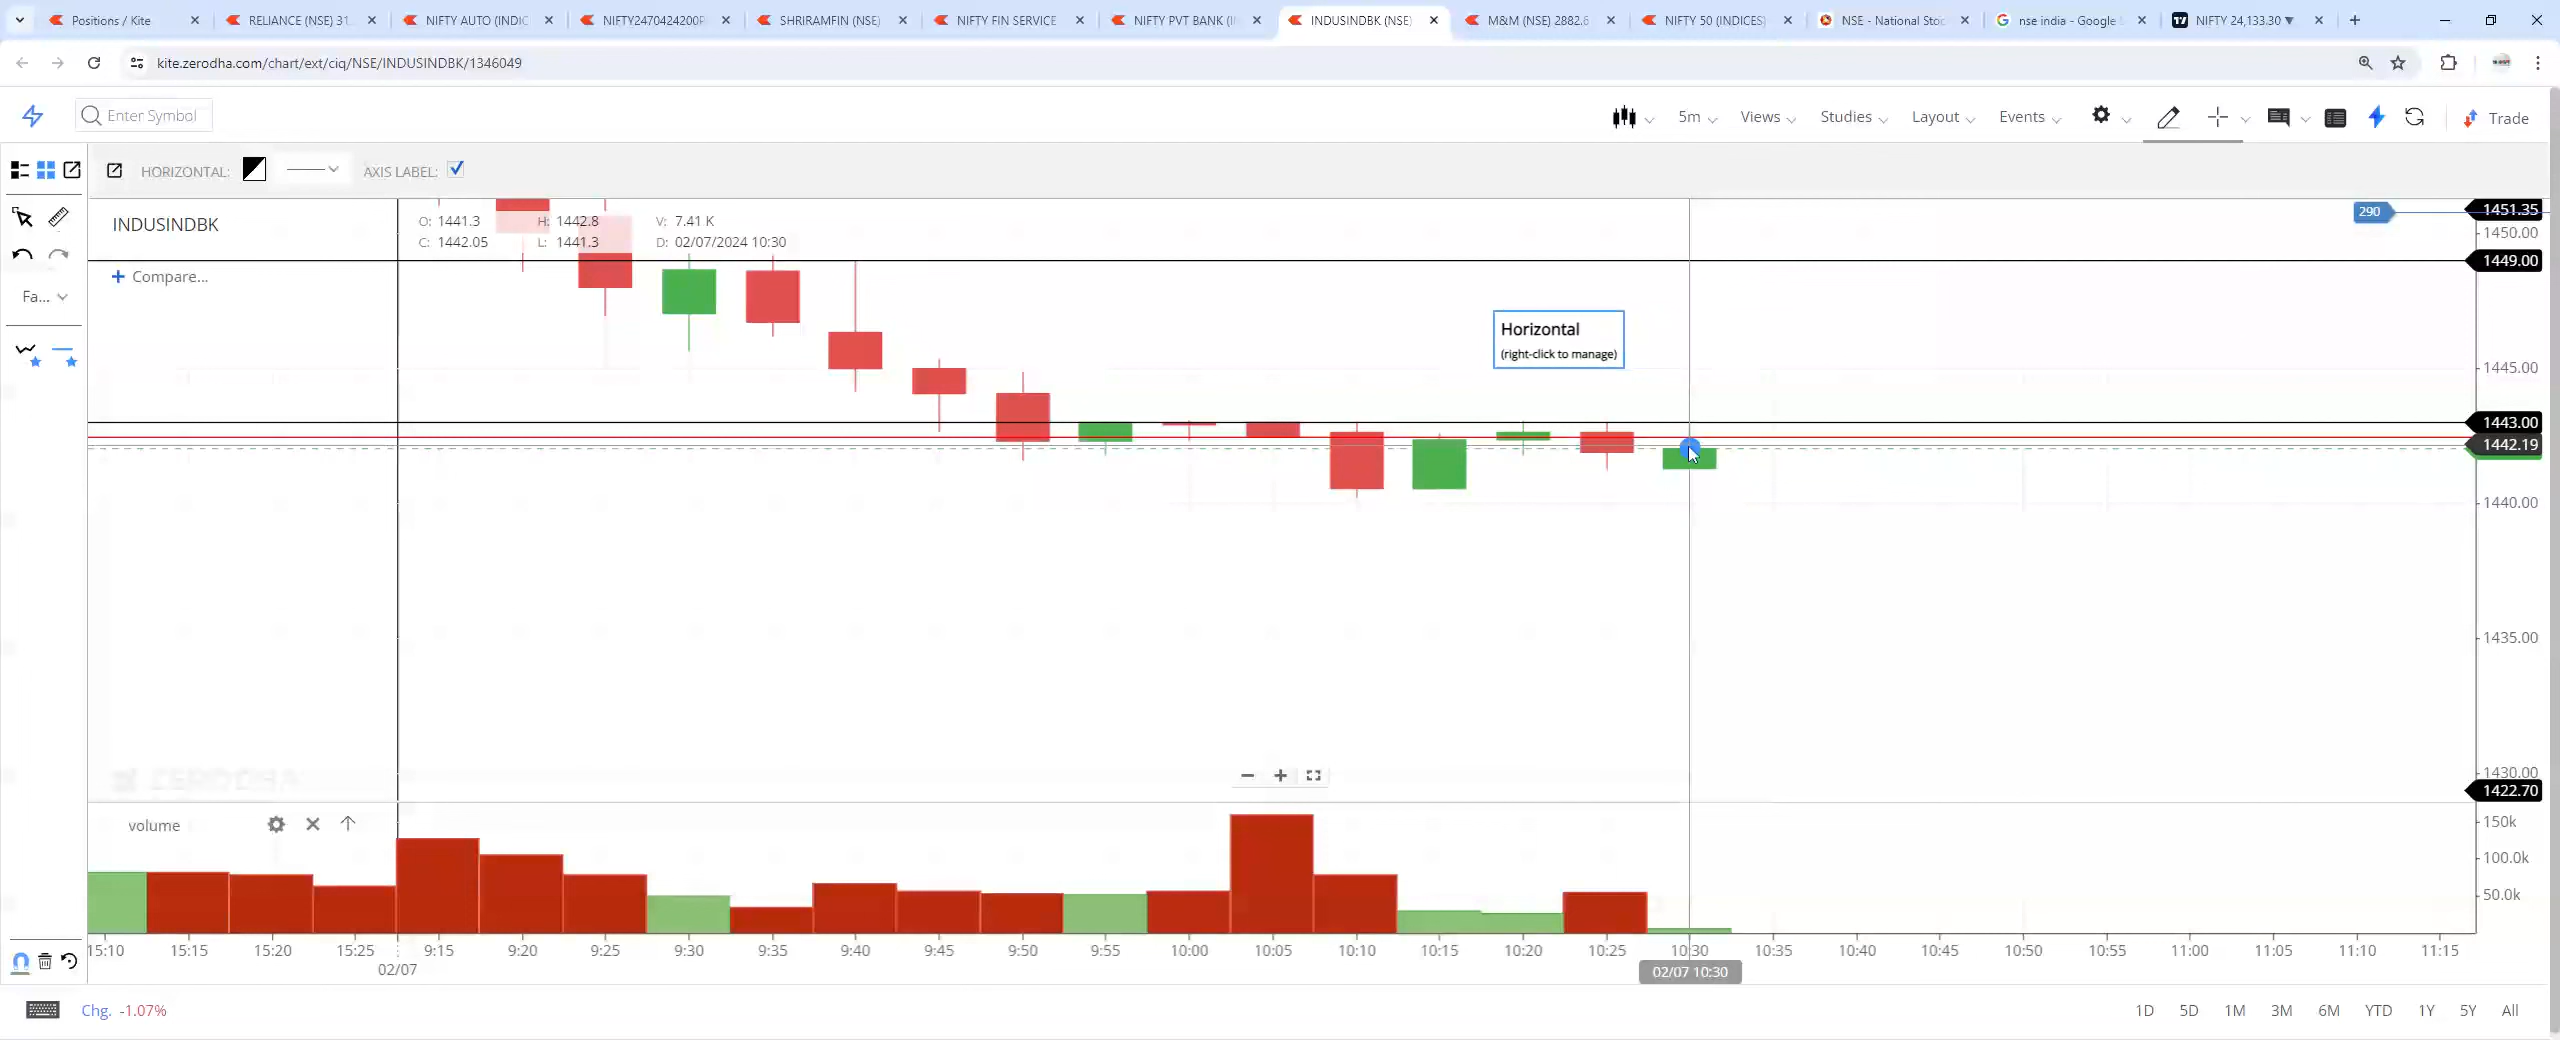 Positions / Kite
RELIANCE (NSE) 31
NIFTY AUTO (INDIC
NIFTY2470424200P
SHRIRAMFIN (NSE)
NIFTY FIN SERVICE
NIFTY PVT BANK (I
INDUSINDBK (NSE)
M&M (NSE) 2882.6
NIFTY 50 (INDICES)
NSE - National Stoc
nse india - Google
NIFTY 24,133.30 ▼
kite.zerodha.com/chart/ext/ciq/NSE/INDUSINDBK/1346049
Enter Symbol
5m
Views
Studies
Layout
Events
Trade
HORIZONTAL:
AXIS LABEL:
INDUSINDBK
O: 1441.3 H: 1442.8 V: 7.41 K
C: 1442.05 L: 1441.3 D: 02/07/2024 10:30
+ Compare...
Fa...
Horizontal
(right-click to manage)
290
1451.35
1450.00
1449.00
1445.00
1443.00
1442.19
1440.00
1435.00
1430.00
1422.70
ZERODHA
volume
150k
100.0k
50.0k
15:10 15:15 15:20 15:25 9:15 9:20 9:25 9:30 9:35 9:40 9:45 9:50 9:55 10:00 10:05 10:10 10:15 10:20 10:25 10:30 10:35 10:40 10:45 10:50 10:55 11:00 11:05 11:10 11:15
02/07
02/07 10:30
Chg. -1.07%
1D 5D 1M 3M 6M YTD 1Y 5Y All